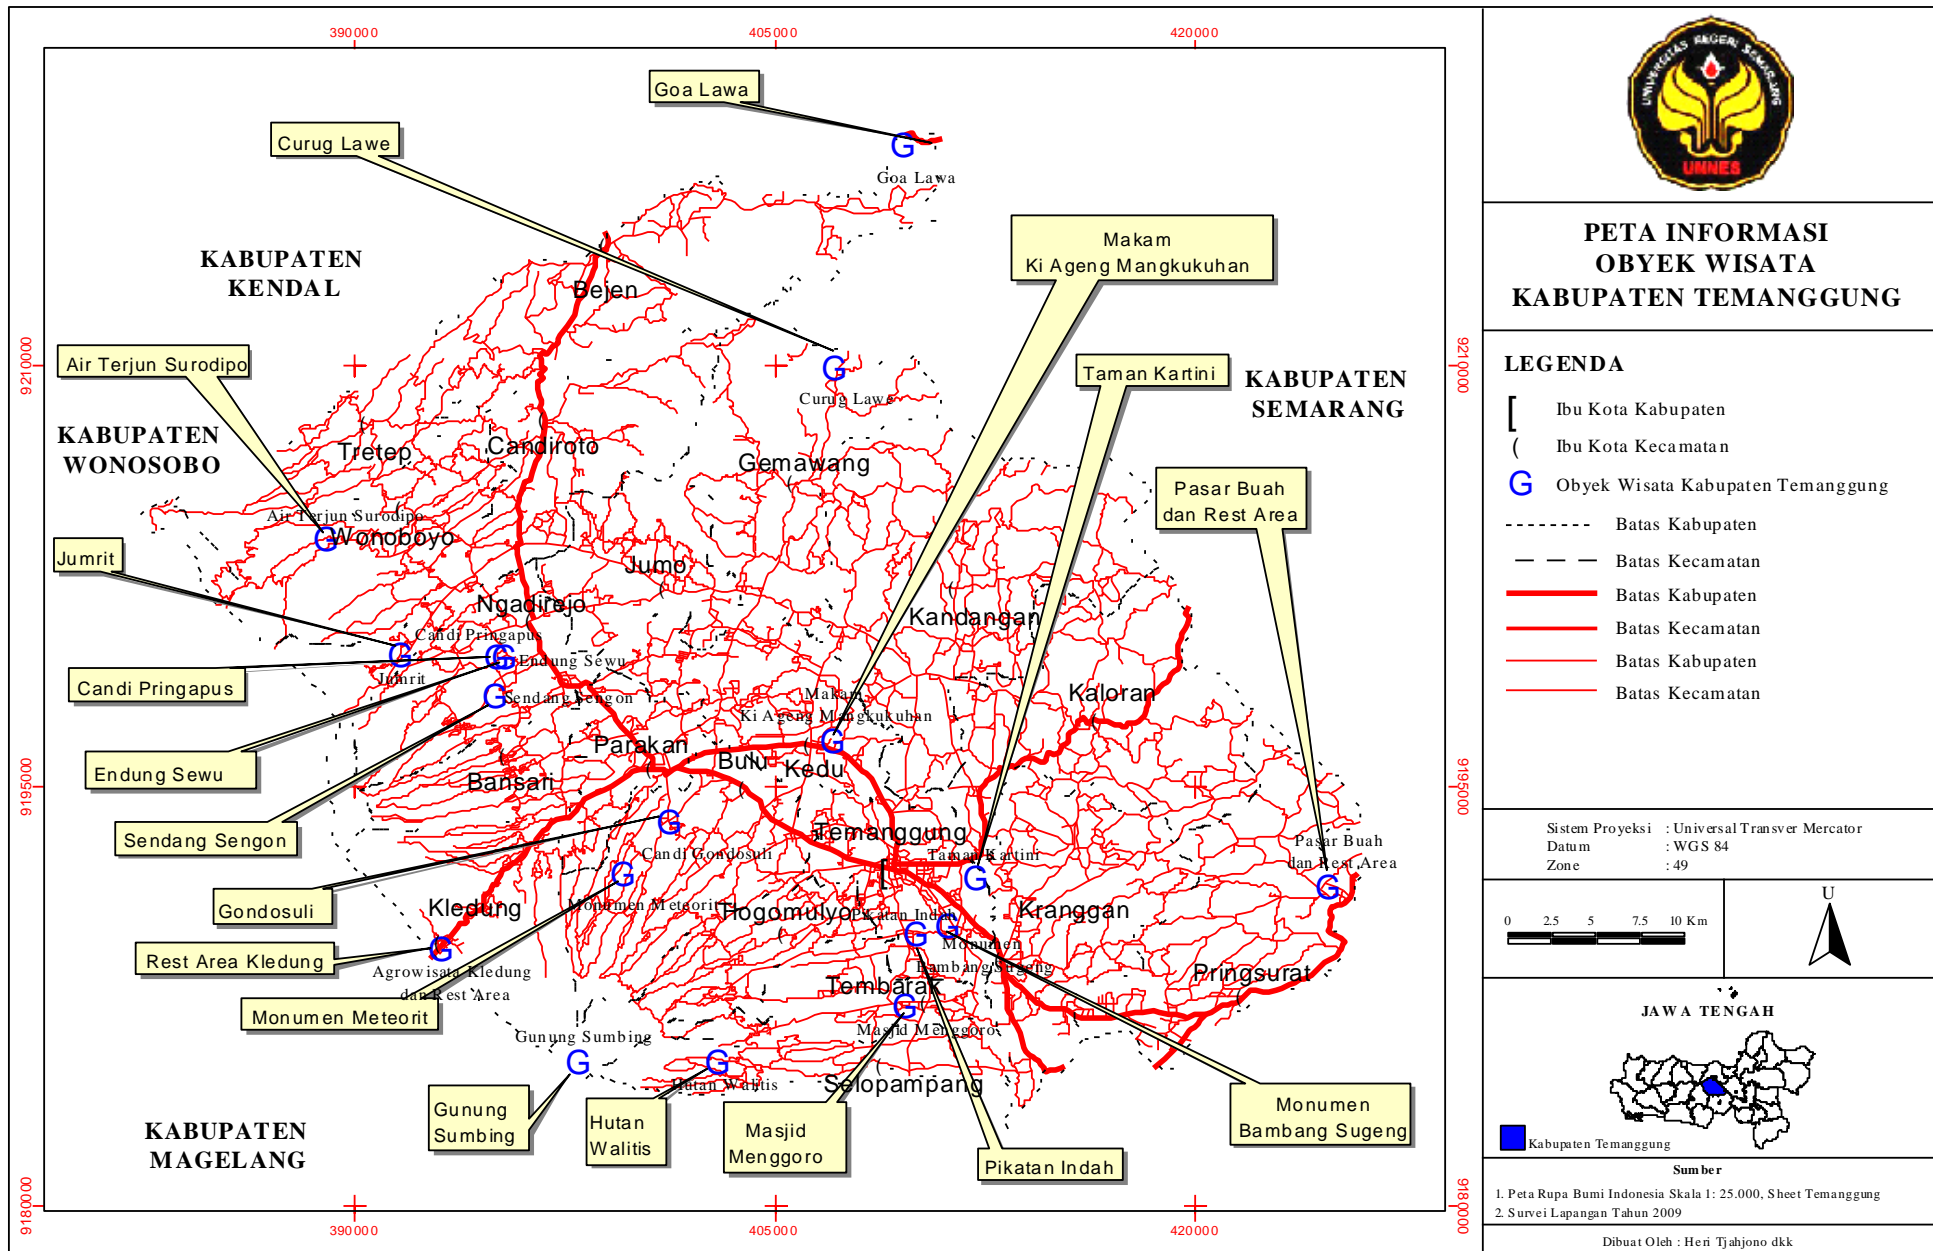 390000
405000
420000
Goa Lawa
Curug Lawe
Goa Lawa
Makam
Ki Ageng Mangkukuhan
KABUPATEN
KENDAL
Bejen
Air Terjun Surodipo
9210000
9210000
Taman Kartini
KABUPATEN
SEMARANG
Curug Lawe
KABUPATEN
WONOSOBO
Tretep
Candiroto
Gemawang
Pasar Buah
dan Rest Area
Air Terjun Surodipo
Wonoboyo
Jumrit
Jumo
Ngadirejo
Kandangan
Candi Pringapus
Endung Sewu
Jumrit
Candi Pringapus
Sendang Sengon
Makam
Ki Ageng Mangkukuhan
Kaloran
Parakan
Bulu
Kedu
Endung Sewu
Bansari
9195000
9195000
Sendang Sengon
Temanggung
Candi Gondosuli
Taman Kartini
Pasar Buah
dan Rest Area
Gondosuli
Kledung
Monumen Meteorit
Tlogomulyo
Pikatan Indah
Kranggan
Rest Area Kledung
Agrowisata Kledung
dan Rest Area
Monumen
Bambang Sugeng
Pringsurat
Tembarak
Monumen Meteorit
Masjid Menggoro
Gunung Sumbing
Hutan Walitis
Selopampang
Gunung
Sumbing
Hutan
Walitis
Masjid
Menggoro
Pikatan Indah
Monumen
Bambang Sugeng
KABUPATEN
MAGELANG
9180000
9180000
390000
405000
420000
UNIVERSITAS NEGERI SEMARANG
UNNES
PETA INFORMASI
OBYEK WISATA
KABUPATEN TEMANGGUNG
LEGENDA
[ Ibu Kota Kabupaten
( Ibu Kota Kecamatan
G Obyek Wisata Kabupaten Temanggung
Batas Kabupaten
Batas Kecamatan
Batas Kabupaten
Batas Kecamatan
Batas Kabupaten
Batas Kecamatan
Sistem Proyeksi : Universal Transver Mercator
Datum : WGS 84
Zone : 49
0 2.5 5 7.5 10 Km
U
JAWA TENGAH
Kabupaten Temanggung
Sumber
1. Peta Rupa Bumi Indonesia Skala 1: 25.000, Sheet Temanggung
2. Survei Lapangan Tahun 2009
Dibuat Oleh : Heri Tjahjono dkk